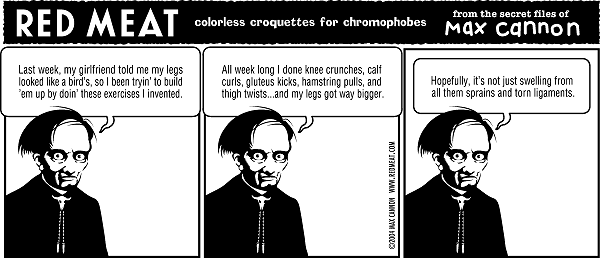 RED MEAT
colorless croquettes for chromophobes
from the secret files of
Max cannon
Last week, my girlfriend told me my legs
looked like a bird's, so I been tryin' to build
'em up by doin' these exercises I invented.
All week long I done knee crunches, calf
curls, gluteus kicks, hamstring pulls, and
thigh twists...and my legs got way bigger.
©2004 MAX CANNON WWW.REDMEAT.COM
Hopefully, it's not just swelling from
all them sprains and torn ligaments.